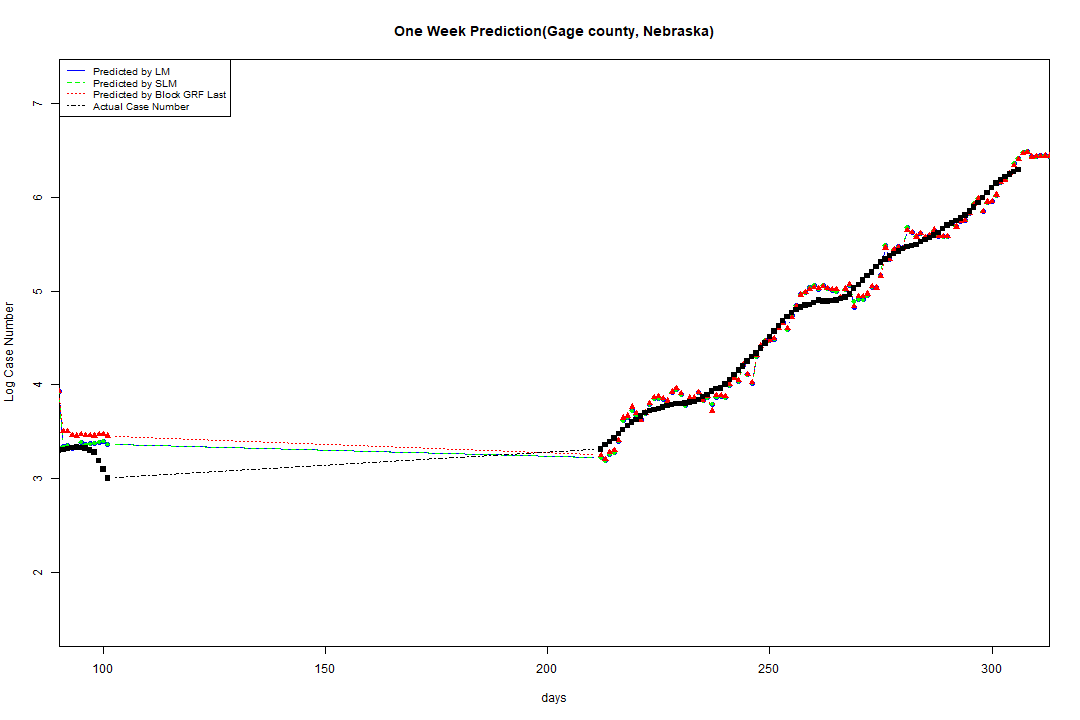 One Week Prediction(Gage county, Nebraska)
Predicted by LM
Predicted by SLM
Predicted by Block GRF Last
Actual Case Number
7
6
5
4
3
2
Log Case Number
100 150 200 250 300
days